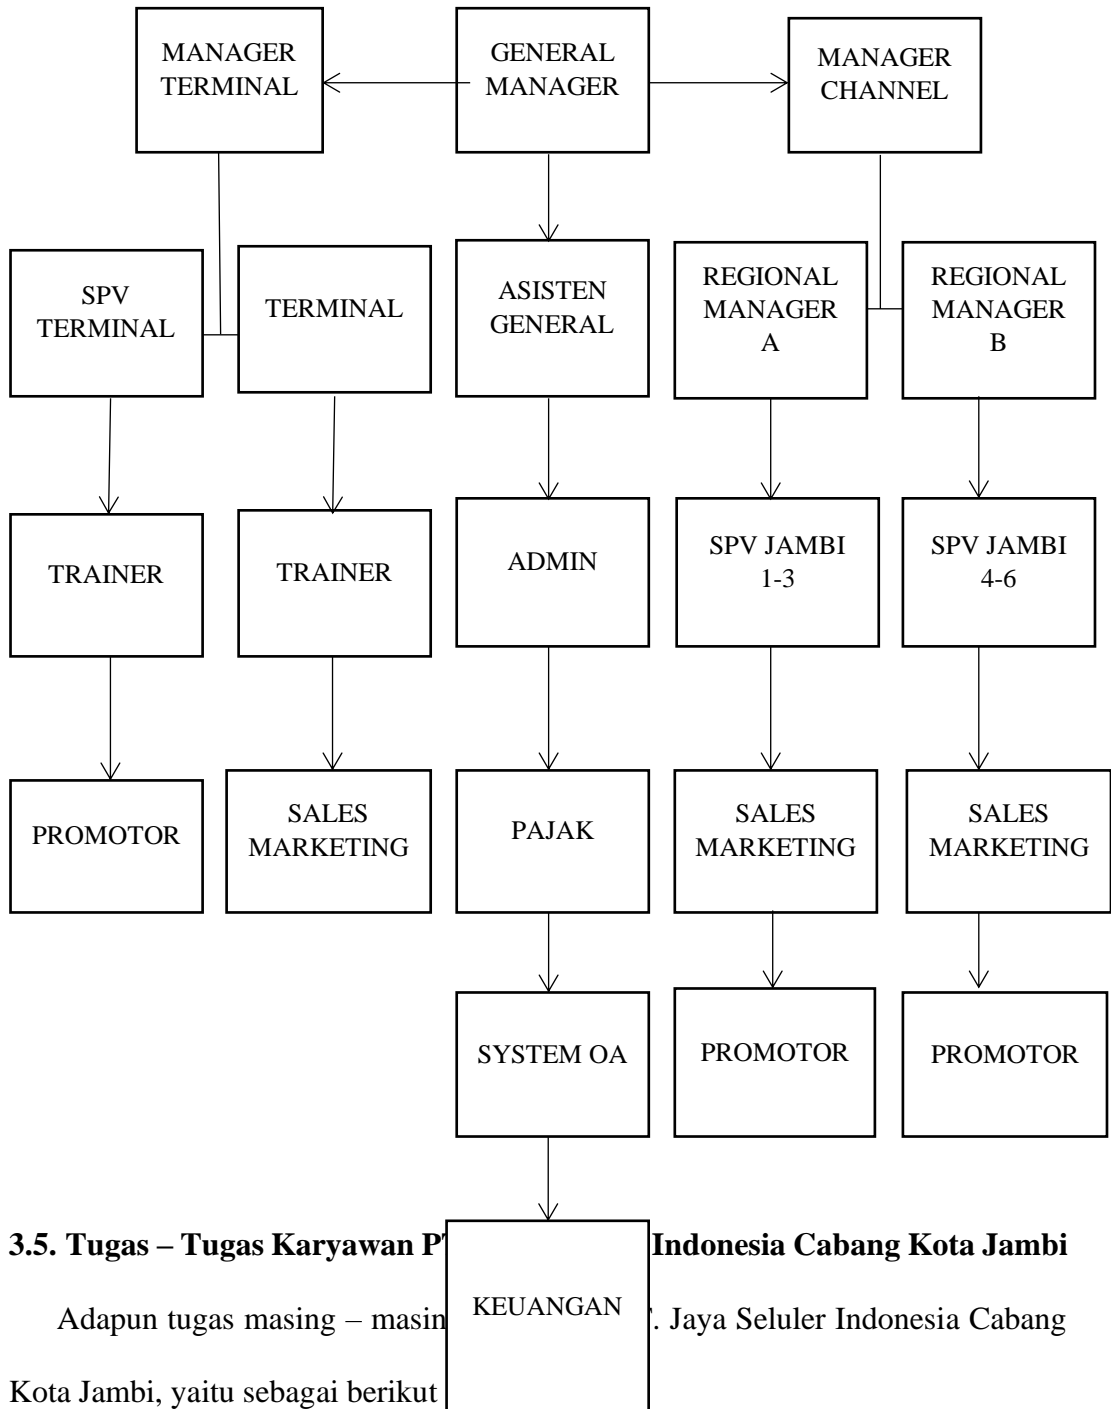 MANAGER
TERMINAL
GENERAL
MANAGER
MANAGER
CHANNEL
SPV
TERMINAL
TERMINAL
ASISTEN
GENERAL
REGIONAL
MANAGER
A
REGIONAL
MANAGER
B
TRAINER
TRAINER
ADMIN
SPV JAMBI
1-3
SPV JAMBI
4-6
PROMOTOR
SALES
MARKETING
PAJAK
SALES
MARKETING
SALES
MARKETING
SYSTEM OA
PROMOTOR
PROMOTOR
3.5. Tugas – Tugas Karyawan Indonesia Cabang Kota Jambi
KEUANGAN
Adapun tugas masing – . Jaya Seluler Indonesia Cabang
Kota Jambi, yaitu sebagai berikut